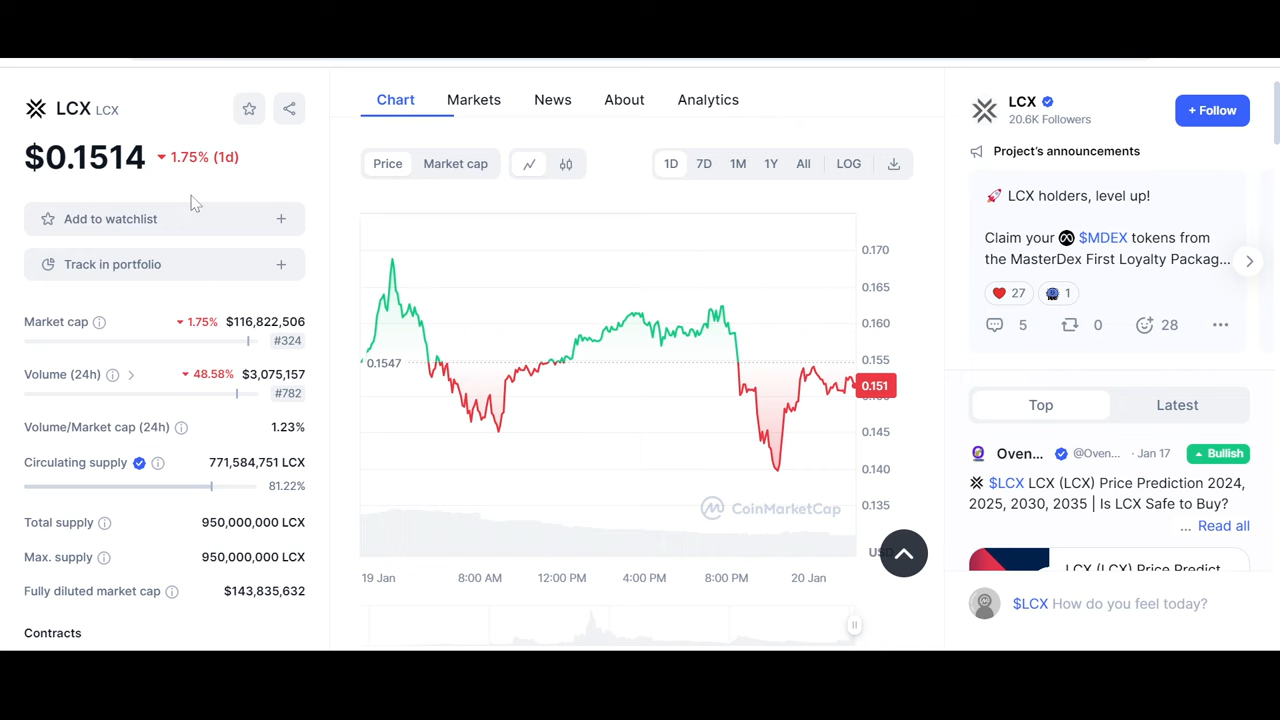 LCX LCX
$0.1514 1.75% (1d)
Add to watchlist +
Track in portfolio +
Market cap 1.75% $116,822,506
#324
Volume (24h) 48.58% $3,075,157
#782
Volume/Market cap (24h) 1.23%
Circulating supply 771,584,751 LCX
81.22%
Total supply 950,000,000 LCX
Max. supply 950,000,000 LCX
Fully diluted market cap $143,835,632
Contracts
Chart Markets News About Analytics
Price Market cap 1D 7D 1M 1Y All LOG
0.170
0.165
0.160
0.1547 0.155
0.151
0.145
0.140
0.135
CoinMarketCap
19 Jan 8:00 AM 12:00 PM 4:00 PM 8:00 PM 20 Jan
LCX
20.6K Followers
+ Follow
Project's announcements
LCX holders, level up!
Claim your $MDEX tokens from
the MasterDex First Loyalty Packag...
27 1
5 0 28
Top Latest
Oven... @Oven... · Jan 17 Bullish
$LCX LCX (LCX) Price Prediction 2024,
2025, 2030, 2035 | Is LCX Safe to Buy?
... Read all
LCX (LCX) Price Predict
$LCX How do you feel today?